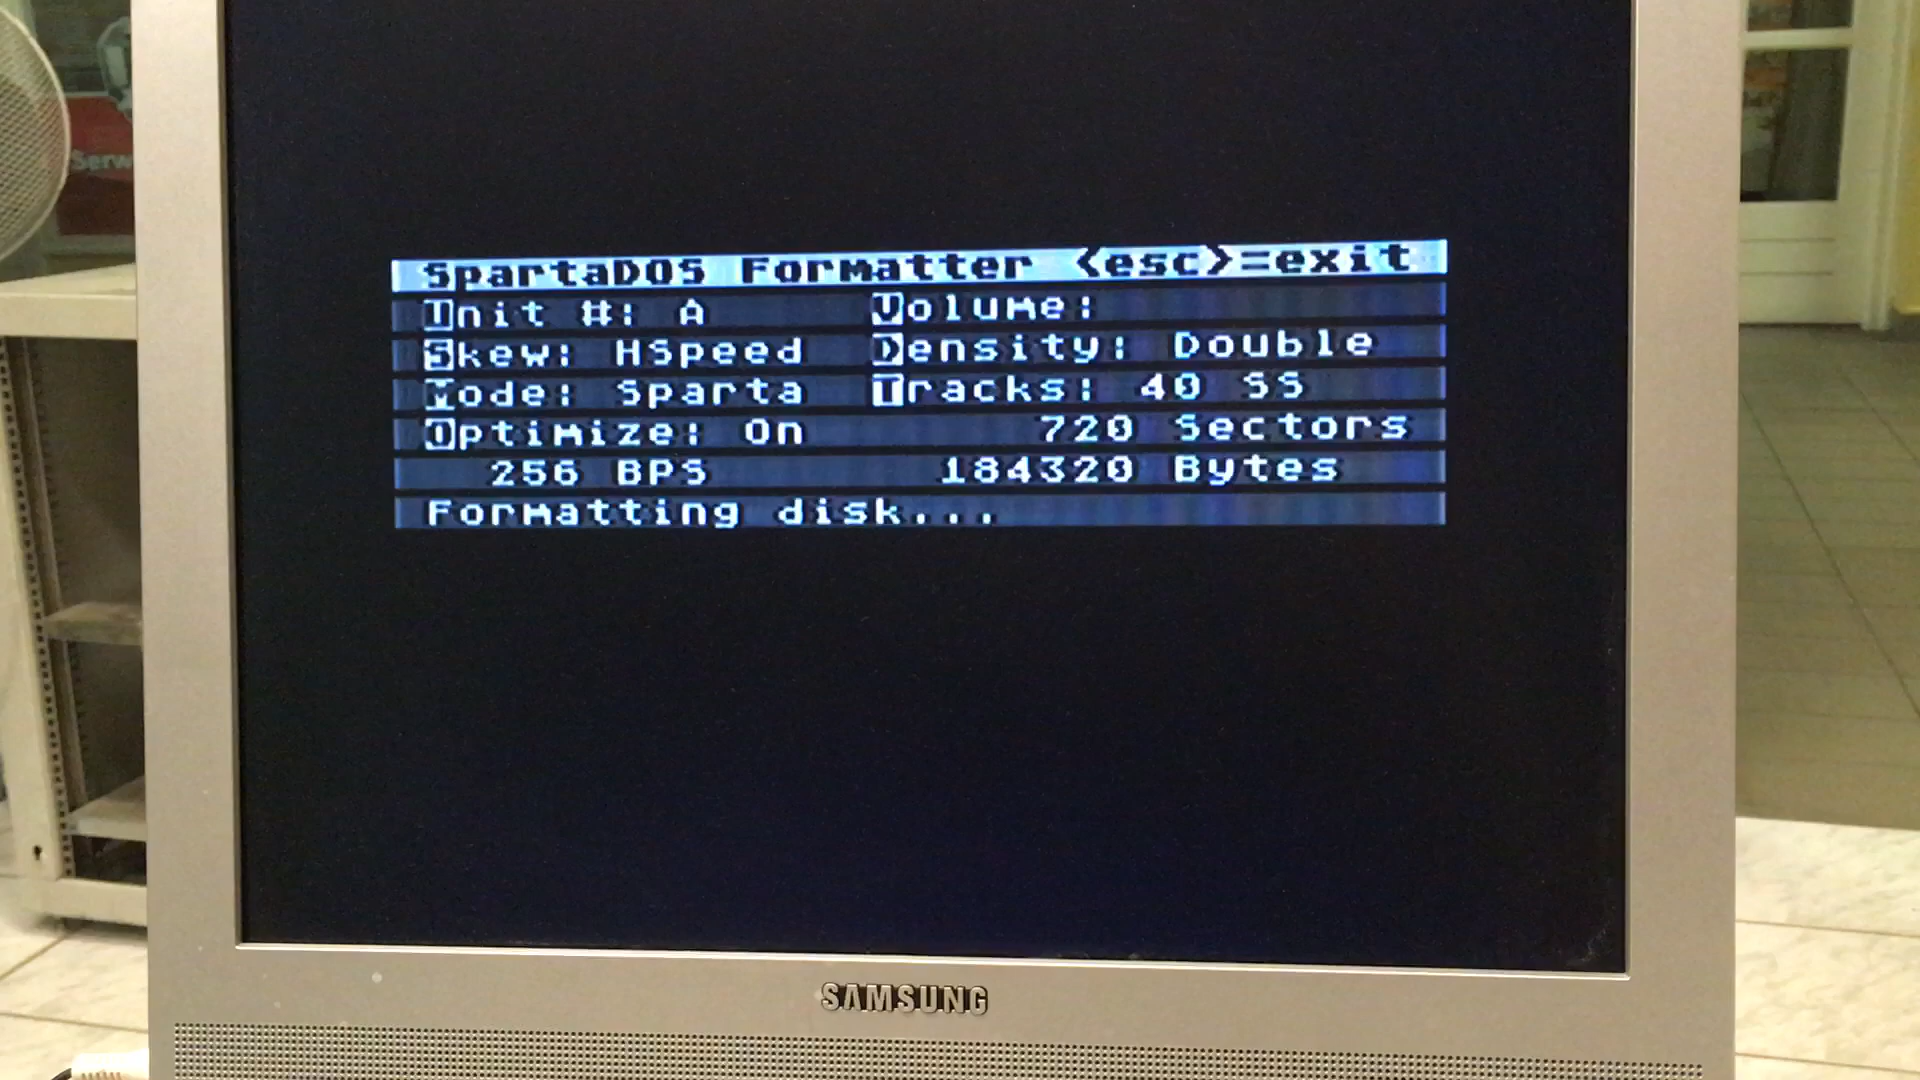 Serw
SpartaDOS Formatter <esc>=exit
Unit #: A Volume:
Skew: HSpeed Density: Double
Mode: Sparta Tracks: 40 SS
Optimize: On 720 Sectors
256 BPS 184320 Bytes
Formatting disk...
SAMSUNG